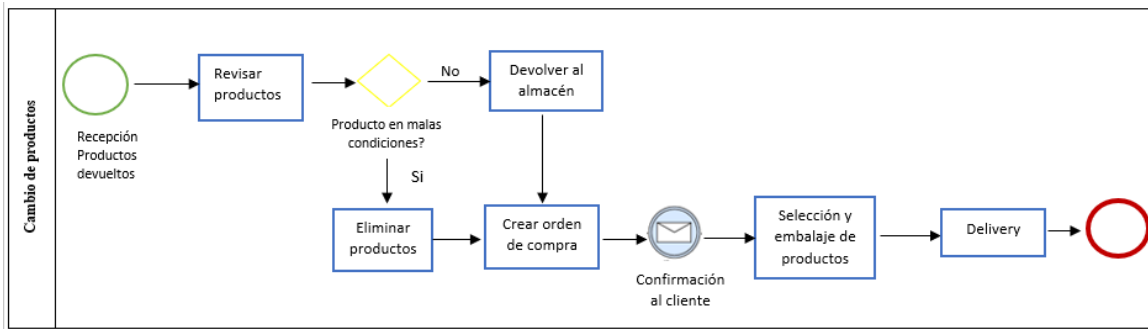 Cambio de productos
Recepción
Productos
devueltos
Revisar
productos
Producto en malas
condiciones?
No
Devolver al
almacén
Si
Eliminar
productos
Crear orden
de compra
Confirmación
al cliente
Selección y
embalaje de
productos
Delivery